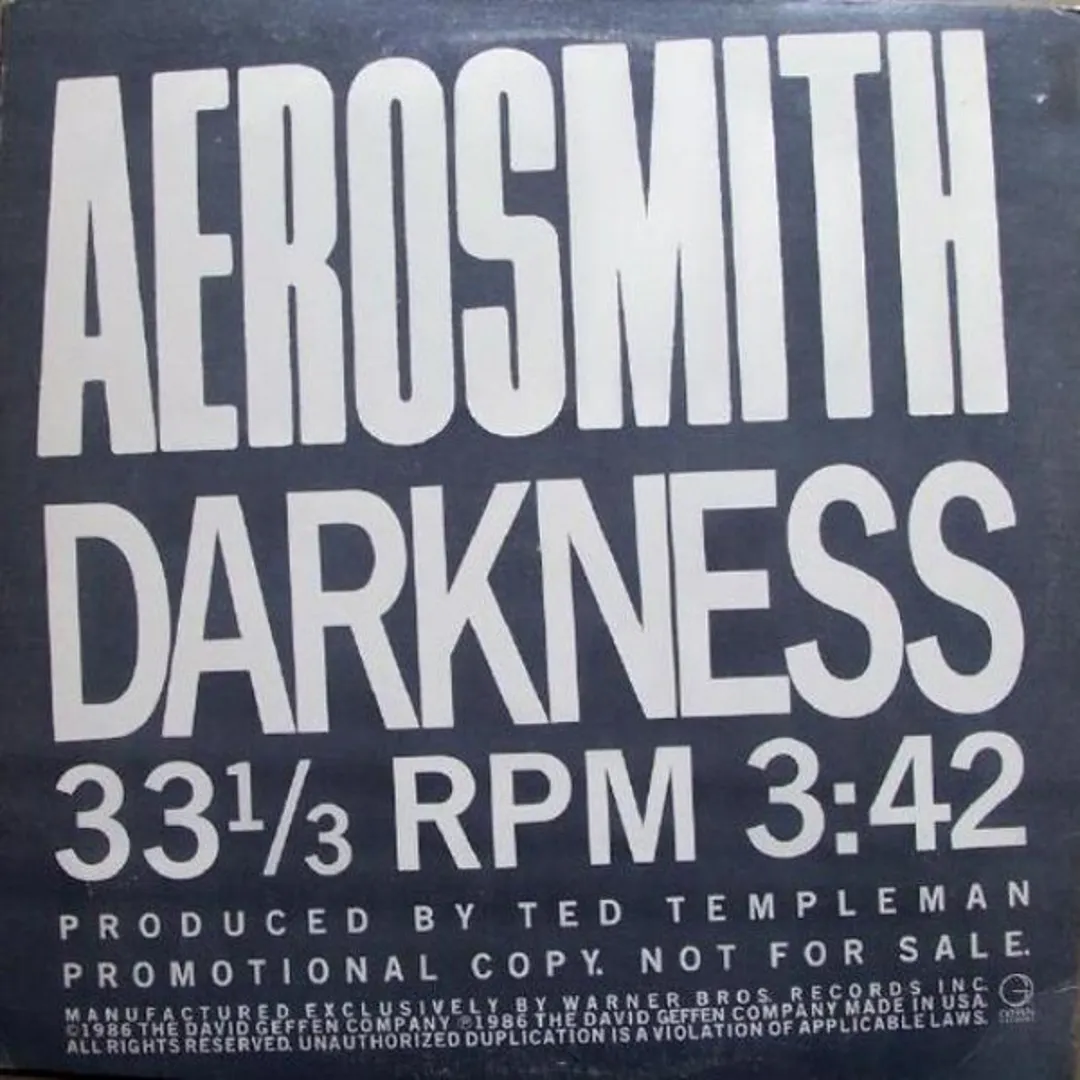 AEROSMITH
DARKNESS
33 1/3 RPM 3:42
PRODUCED BY TED TEMPLEMAN
PROMOTIONAL COPY. NOT FOR SALE.
MANUFACTURED EXCLUSIVELY BY WARNER BROS. RECORDS INC.
©1986 THE DAVID GEFFEN COMPANY ℗1986 THE DAVID GEFFEN COMPANY MADE IN USA.
ALL RIGHTS RESERVED. UNAUTHORIZED DUPLICATION IS A VIOLATION OF APPLICABLE LAWS.